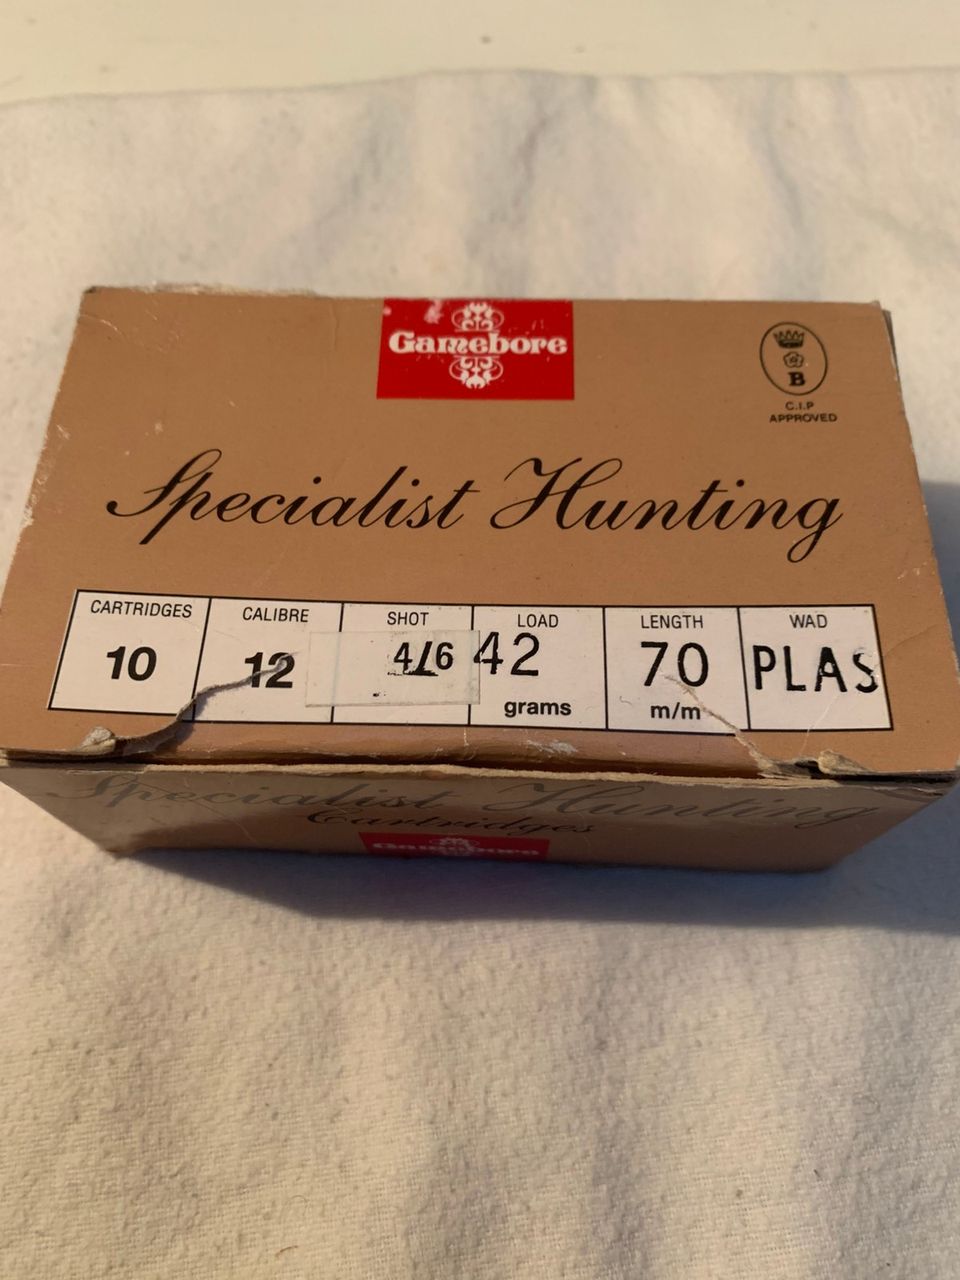 Gamebore
B
C.I.P
APPROVED
Specialist Hunting
CARTRIDGES CALIBRE SHOT LOAD LENGTH WAD
10 12 4/6 42 grams 70 m/m PLAS
Specialist Hunting
Cartridges
Gamebore